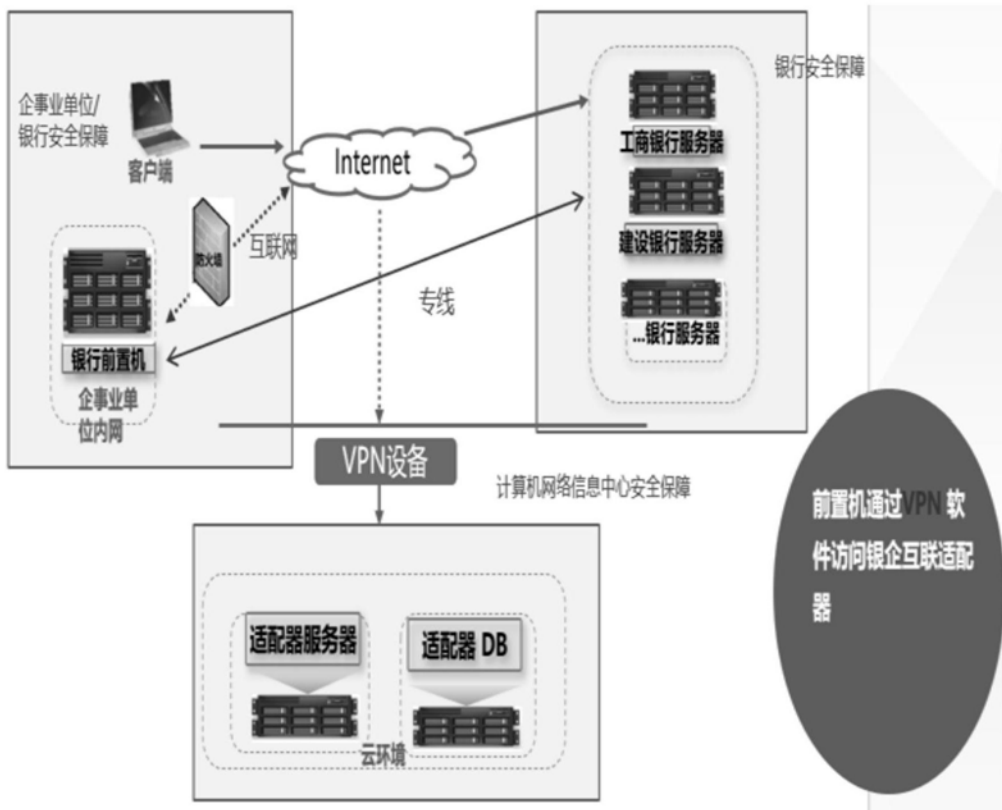 企事业单位/
银行安全保障
客户端
Internet
防火墙
互联网
银行前置机
企事业单
位内网
专线
银行安全保障
工商银行服务器
建设银行服务器
...银行服务器
VPN设备
计算机网络信息中心安全保障
适配器服务器
适配器 DB
云环境
前置机通过VPN 软
件访问银企互联适配
器